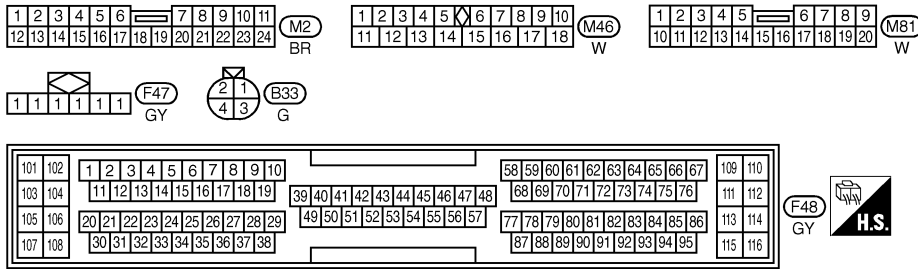 1 2 3 4 5 6 7 8 9 10 11
12 13 14 15 16 17 18 19 20 21 22 23 24
M2
BR
1 2 3 4 5 6 7 8 9 10
11 12 13 14 15 16 17 18
M46
W
1 2 3 4 5 6 7 8 9
10 11 12 13 14 15 16 17 18 19 20
M81
W
1 1 1 1 1 1
F47
GY
2 1
4 3
B33
G
101 102
103 104
105 106
107 108
1 2 3 4 5 6 7 8 9 10
11 12 13 14 15 16 17 18 19
20 21 22 23 24 25 26 27 28 29
30 31 32 33 34 35 36 37 38
39 40 41 42 43 44 45 46 47 48
49 50 51 52 53 54 55 56 57
58 59 60 61 62 63 64 65 66 67
68 69 70 71 72 73 74 75 76
77 78 79 80 81 82 83 84 85 86
87 88 89 90 91 92 93 94 95
109 110
111 112
113 114
115 116
F48
GY
H.S.